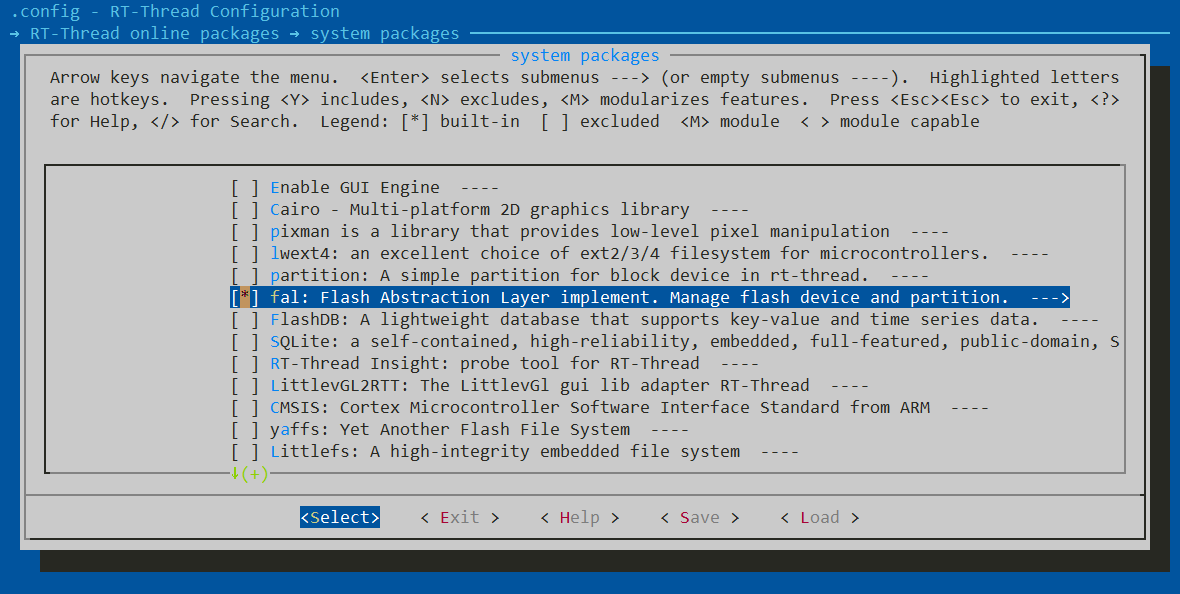 .config - RT-Thread Configuration
→ RT-Thread online packages → system packages
system packages
Arrow keys navigate the menu.  <Enter> selects submenus ---> (or empty submenus ----).  Highlighted letters
are hotkeys.  Pressing <Y> includes, <N> excludes, <M> modularizes features.  Press <Esc><Esc> to exit, <?>
for Help, </> for Search.  Legend: [*] built-in  [ ] excluded  <M> module  < > module capable
[ ] Enable GUI Engine  ----
[ ] Cairo - Multi-platform 2D graphics library  ----
[ ] pixman is a library that provides low-level pixel manipulation  ----
[ ] lwext4: an excellent choice of ext2/3/4 filesystem for microcontrollers.  ----
[ ] partition: A simple partition for block device in rt-thread.  ----
[*] fal: Flash Abstraction Layer implement. Manage flash device and partition.  --->
[ ] FlashDB: A lightweight database that supports key-value and time series data.  ----
[ ] SQLite: a self-contained, high-reliability, embedded, full-featured, public-domain, S
[ ] RT-Thread Insight: probe tool for RT-Thread  ----
[ ] LittlevGL2RTT: The LittlevGl gui lib adapter RT-Thread  ----
[ ] CMSIS: Cortex Microcontroller Software Interface Standard from ARM  ----
[ ] yaffs: Yet Another Flash File System  ----
[ ] Littlefs: A high-integrity embedded file system  ----
↓(+)
<Select>    < Exit >    < Help >    < Save >    < Load >